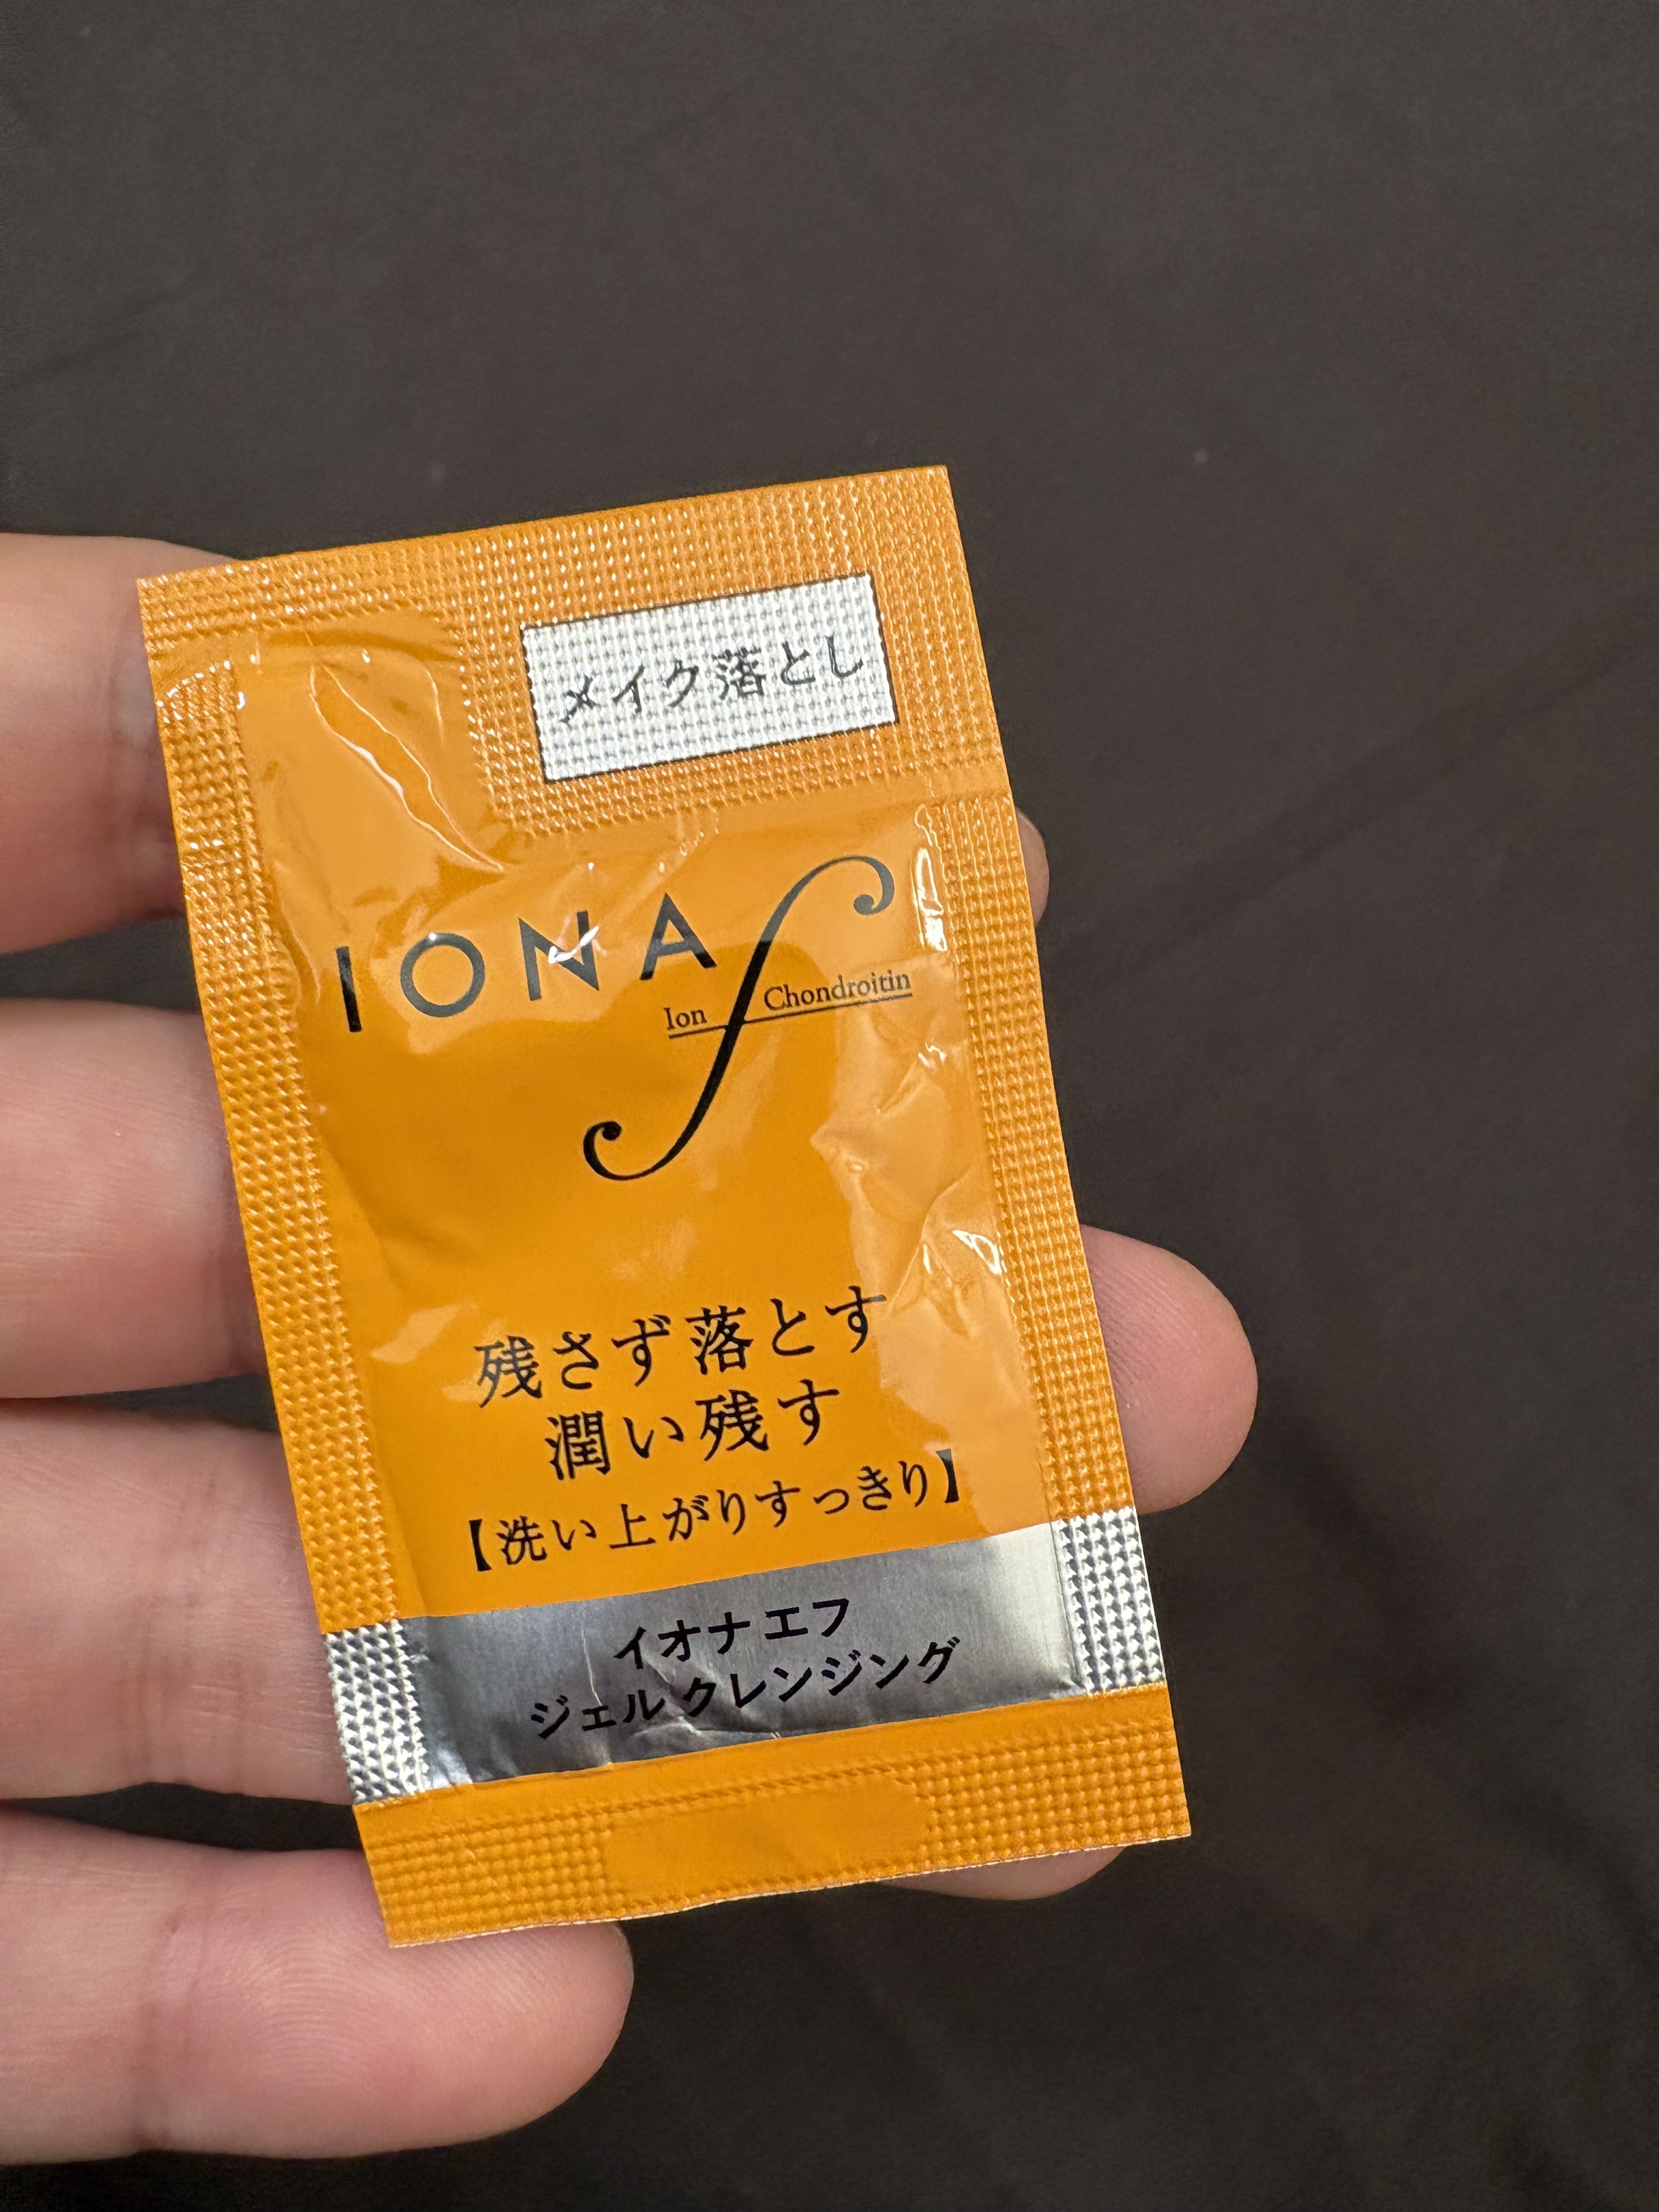 メイク落とし
IONA f
Ion Chondroitin
残さず落とす
潤い残す
【洗い上がりすっきり】
イオナ エフ
ジェル クレンジング